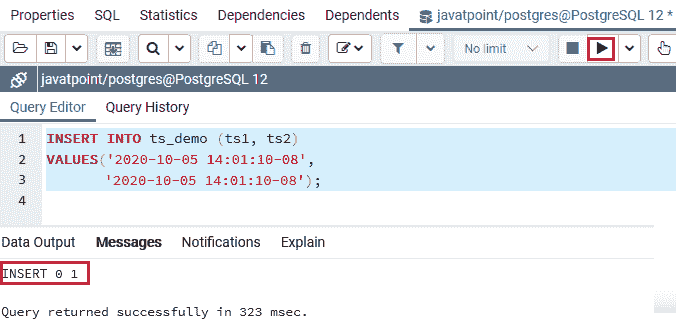 Properties SQL Statistics Dependencies Dependents javatpoint/postgres@PostgreSQL 12 *
No limit
javatpoint/postgres@PostgreSQL 12
Query Editor Query History
1 INSERT INTO ts_demo (ts1, ts2)
2 VALUES('2020-10-05 14:01:10-08',
3 '2020-10-05 14:01:10-08');
4
Data Output Messages Notifications Explain
INSERT 0 1
Query returned successfully in 323 msec.